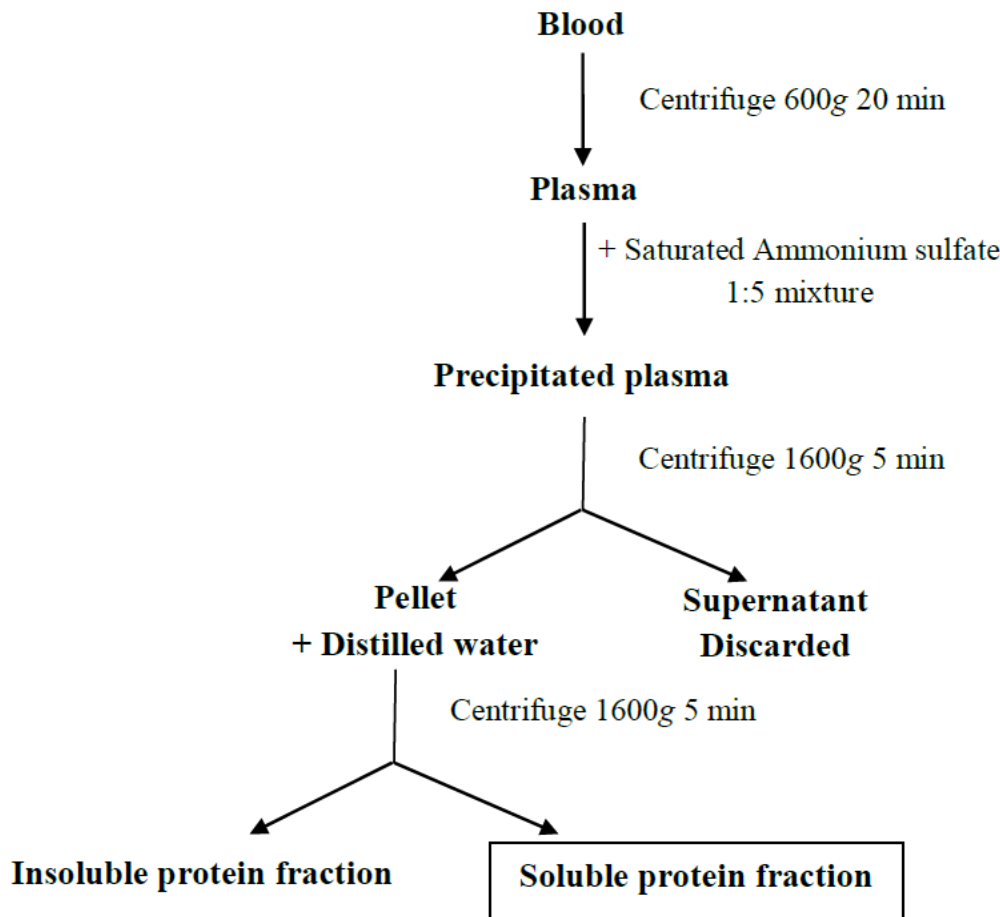 Blood
Centrifuge 600g 20 min
Plasma
+ Saturated Ammonium sulfate
1:5 mixture
Precipitated plasma
Centrifuge 1600g 5 min
Pellet
+ Distilled water
Supernatant
Discarded
Centrifuge 1600g 5 min
Insoluble protein fraction
Soluble protein fraction